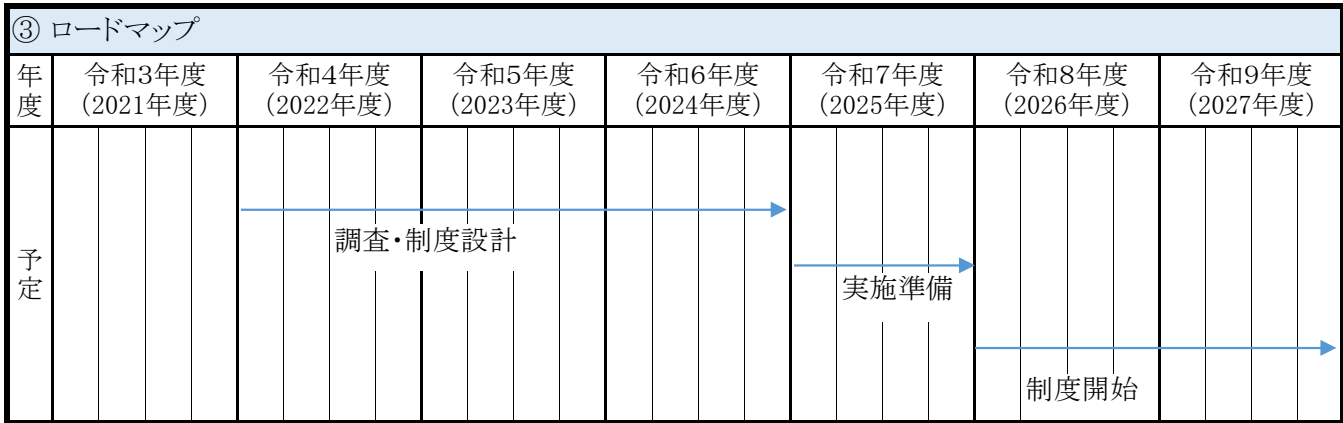 ③ ロードマップ
年度
令和3年度
(2021年度)
令和4年度
(2022年度)
令和5年度
(2023年度)
令和6年度
(2024年度)
令和7年度
(2025年度)
令和8年度
(2026年度)
令和9年度
(2027年度)
予定
調査・制度設計
実施準備
制度開始